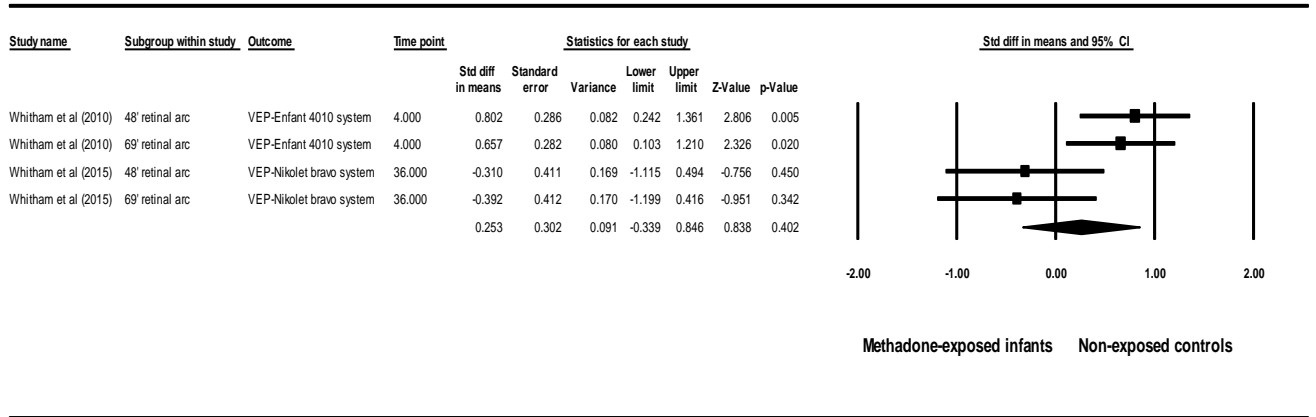 Study name Subgroup within study Outcome Time point Statistics for each study Std diff in means and 95% CI
Std diff in means Standard error Variance Lower limit Upper limit Z-Value p-Value
Whitham et al (2010) 48' retinal arc VEP-Enfant 4010 system 4.000 0.802 0.286 0.082 0.242 1.361 2.806 0.005
Whitham et al (2010) 69' retinal arc VEP-Enfant 4010 system 4.000 0.657 0.282 0.080 0.103 1.210 2.326 0.020
Whitham et al (2015) 48' retinal arc VEP-Nikolet bravo system 36.000 -0.310 0.411 0.169 -1.115 0.494 -0.756 0.450
Whitham et al (2015) 69' retinal arc VEP-Nikolet bravo system 36.000 -0.392 0.412 0.170 -1.199 0.416 -0.951 0.342
0.253 0.302 0.091 -0.339 0.846 0.838 0.402
-2.00 -1.00 0.00 1.00 2.00
Methadone-exposed infants Non-exposed controls